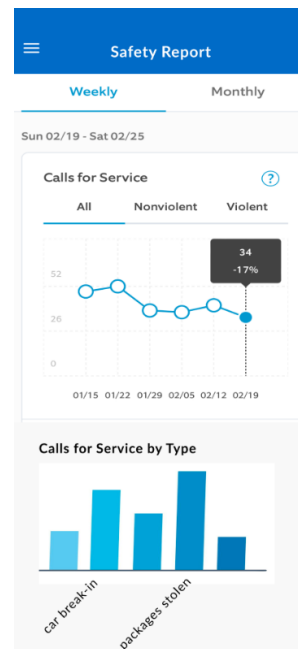 Safety Report
Weekly Monthly
Sun 02/19 - Sat 02/25
Calls for Service ?
All Nonviolent Violent
34
-17%
52
26
0
01/15 01/22 01/29 02/05 02/12 02/19
Calls for Service by Type
car break-in
packages stolen